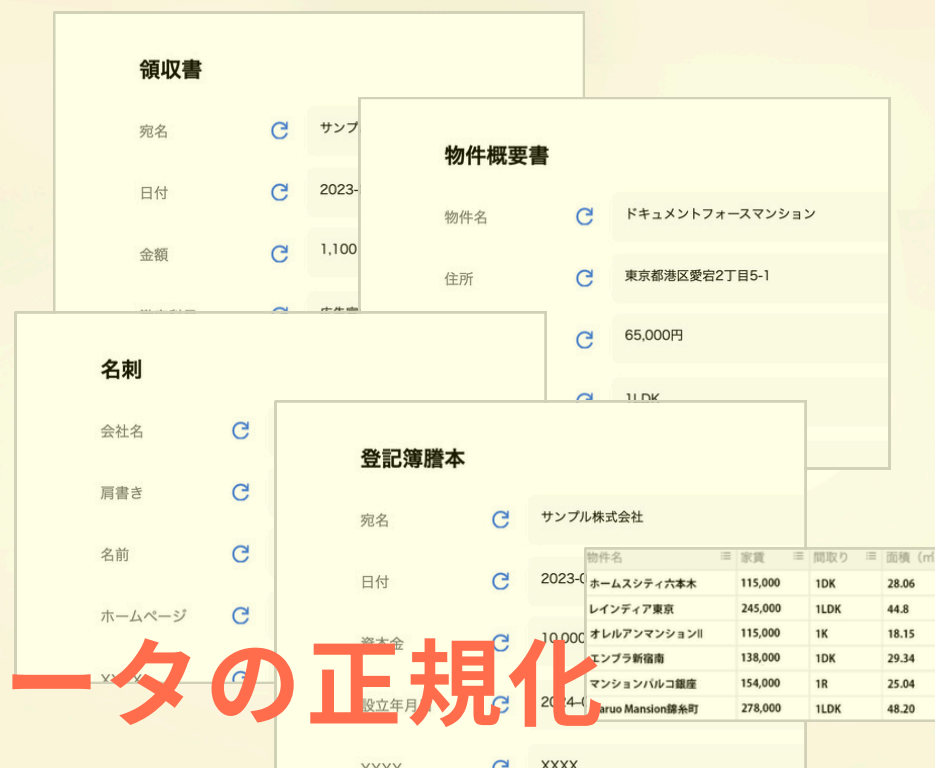 領収書
宛名
サンプ
日付
2023-
金額
1,100
物件概要書
物件名
ドキュメントフォースマンション
住所
東京都港区愛宕2丁目5-1
65,000円
1LDK
名刺
会社名
肩書き
名前
ホームページ
登記簿謄本
宛名
サンプル株式会社
日付
2023-0
資本金
10,000
設立年月
2024-0
XXXX
XXXX
物件名 家賃 間取り 面積（㎡
ホームスシティ六本木 115,000 1DK 28.06
レインディア東京 245,000 1LDK 44.8
オレルアンマンションII 115,000 1K 18.15
エンブラ新宿南 138,000 1DK 29.34
マンションパルコ銀座 154,000 1R 25.04
aruo Mansion錦糸町 278,000 1LDK 48.20
ータの正規化